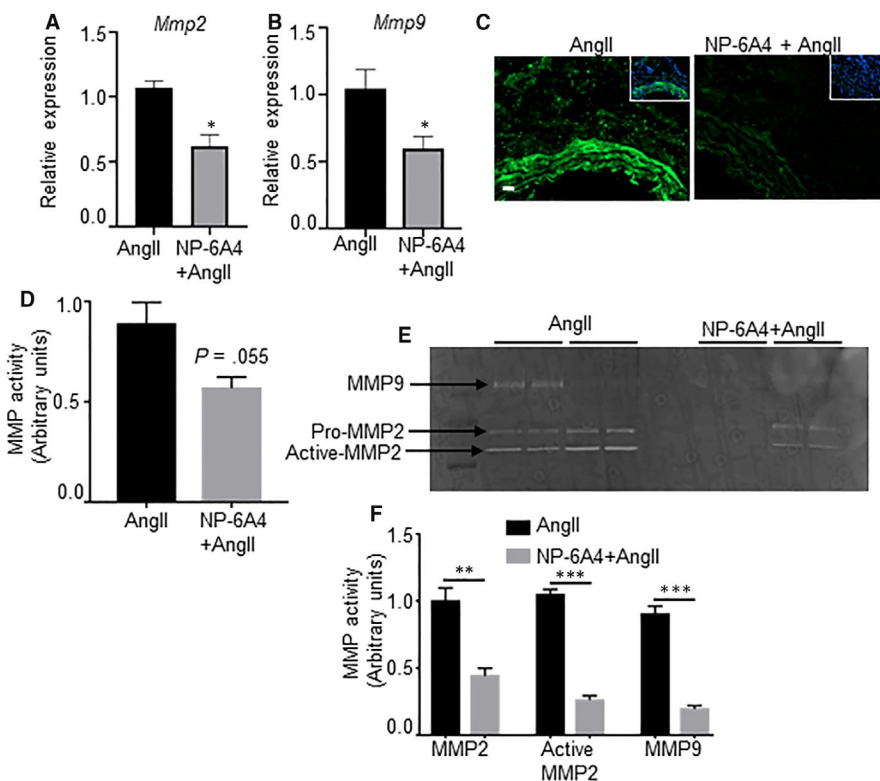 A
Mmp2
Relative expression
1.5
1.0
0.5
0.0
*
AngII
NP-6A4
+AngII
B
Mmp9
Relative expression
1.5
1.0
0.5
0.0
*
AngII
NP-6A4
+AngII
C
AngII
NP-6A4 + AngII
D
MMP activity
(Arbitrary units)
1.0
0.5
0.0
P = .055
AngII
NP-6A4
+AngII
E
AngII
NP-6A4+AngII
MMP9
Pro-MMP2
Active-MMP2
F
AngII
NP-6A4+AngII
MMP activity
(Arbitrary units)
1.5
1.0
0.5
0.0
**
***
***
MMP2
Active
MMP2
MMP9